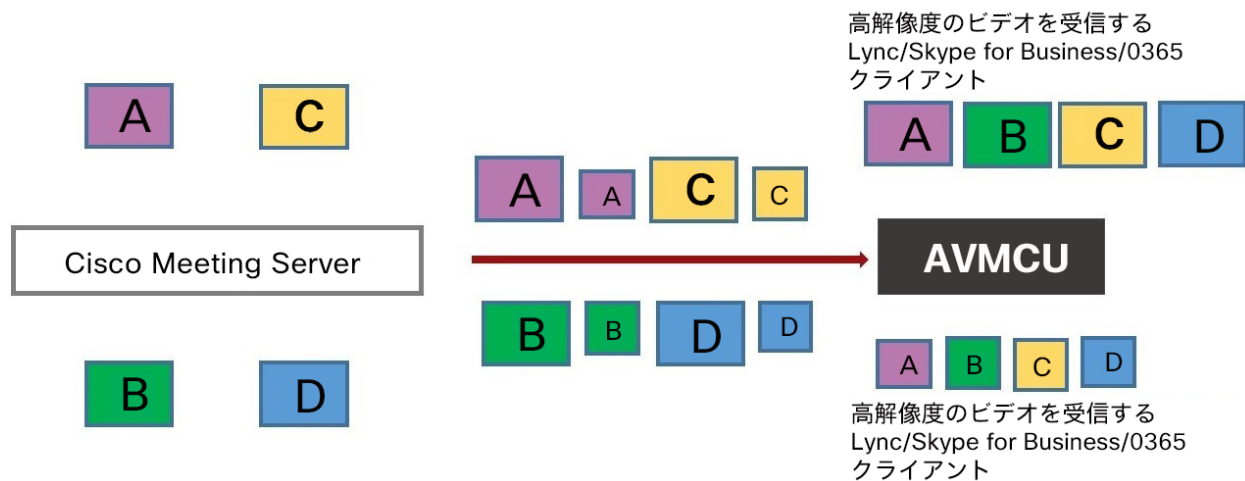 高解像度のビデオを受信する
Lync/Skype for Business/0365
クライアント
A C
A B C D
A A C C
Cisco Meeting Server
AVMCU
B B D D
A B C D
B D
高解像度のビデオを受信する
Lync/Skype for Business/0365
クライアント